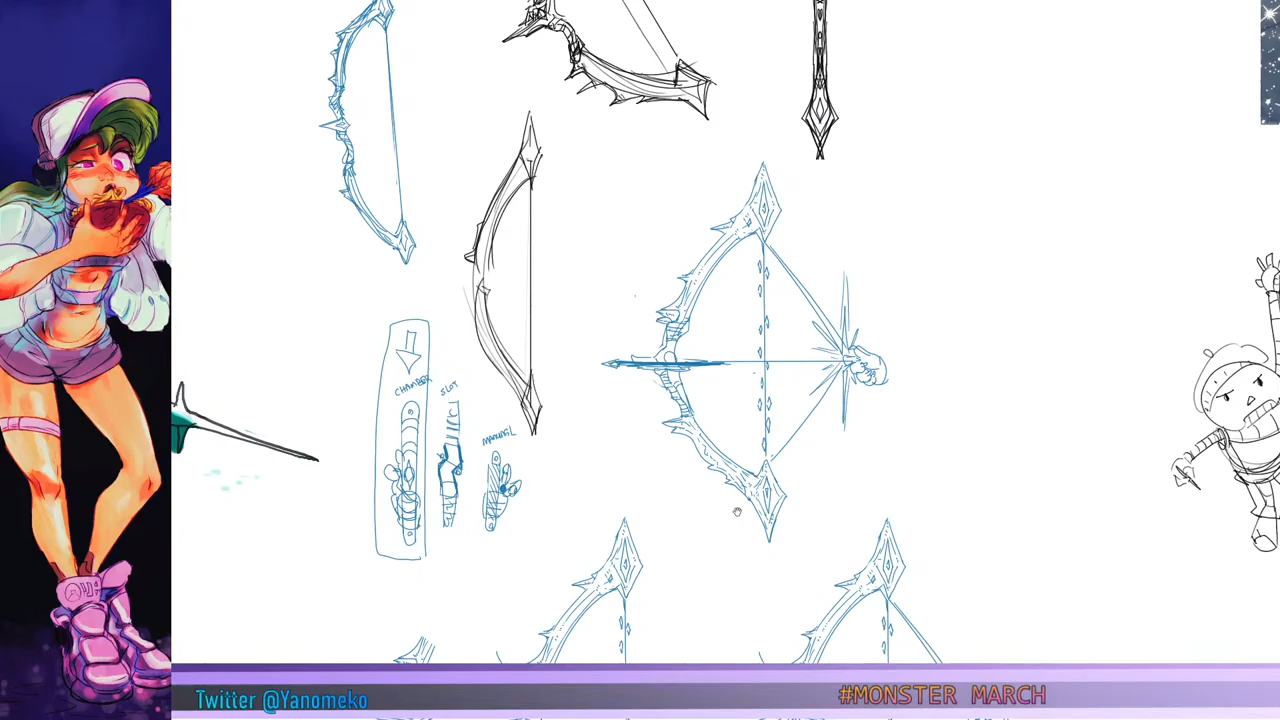 CHAMBER
SLOT
MANUAL
Twitter @Yanomeko
#MONSTER MARCH